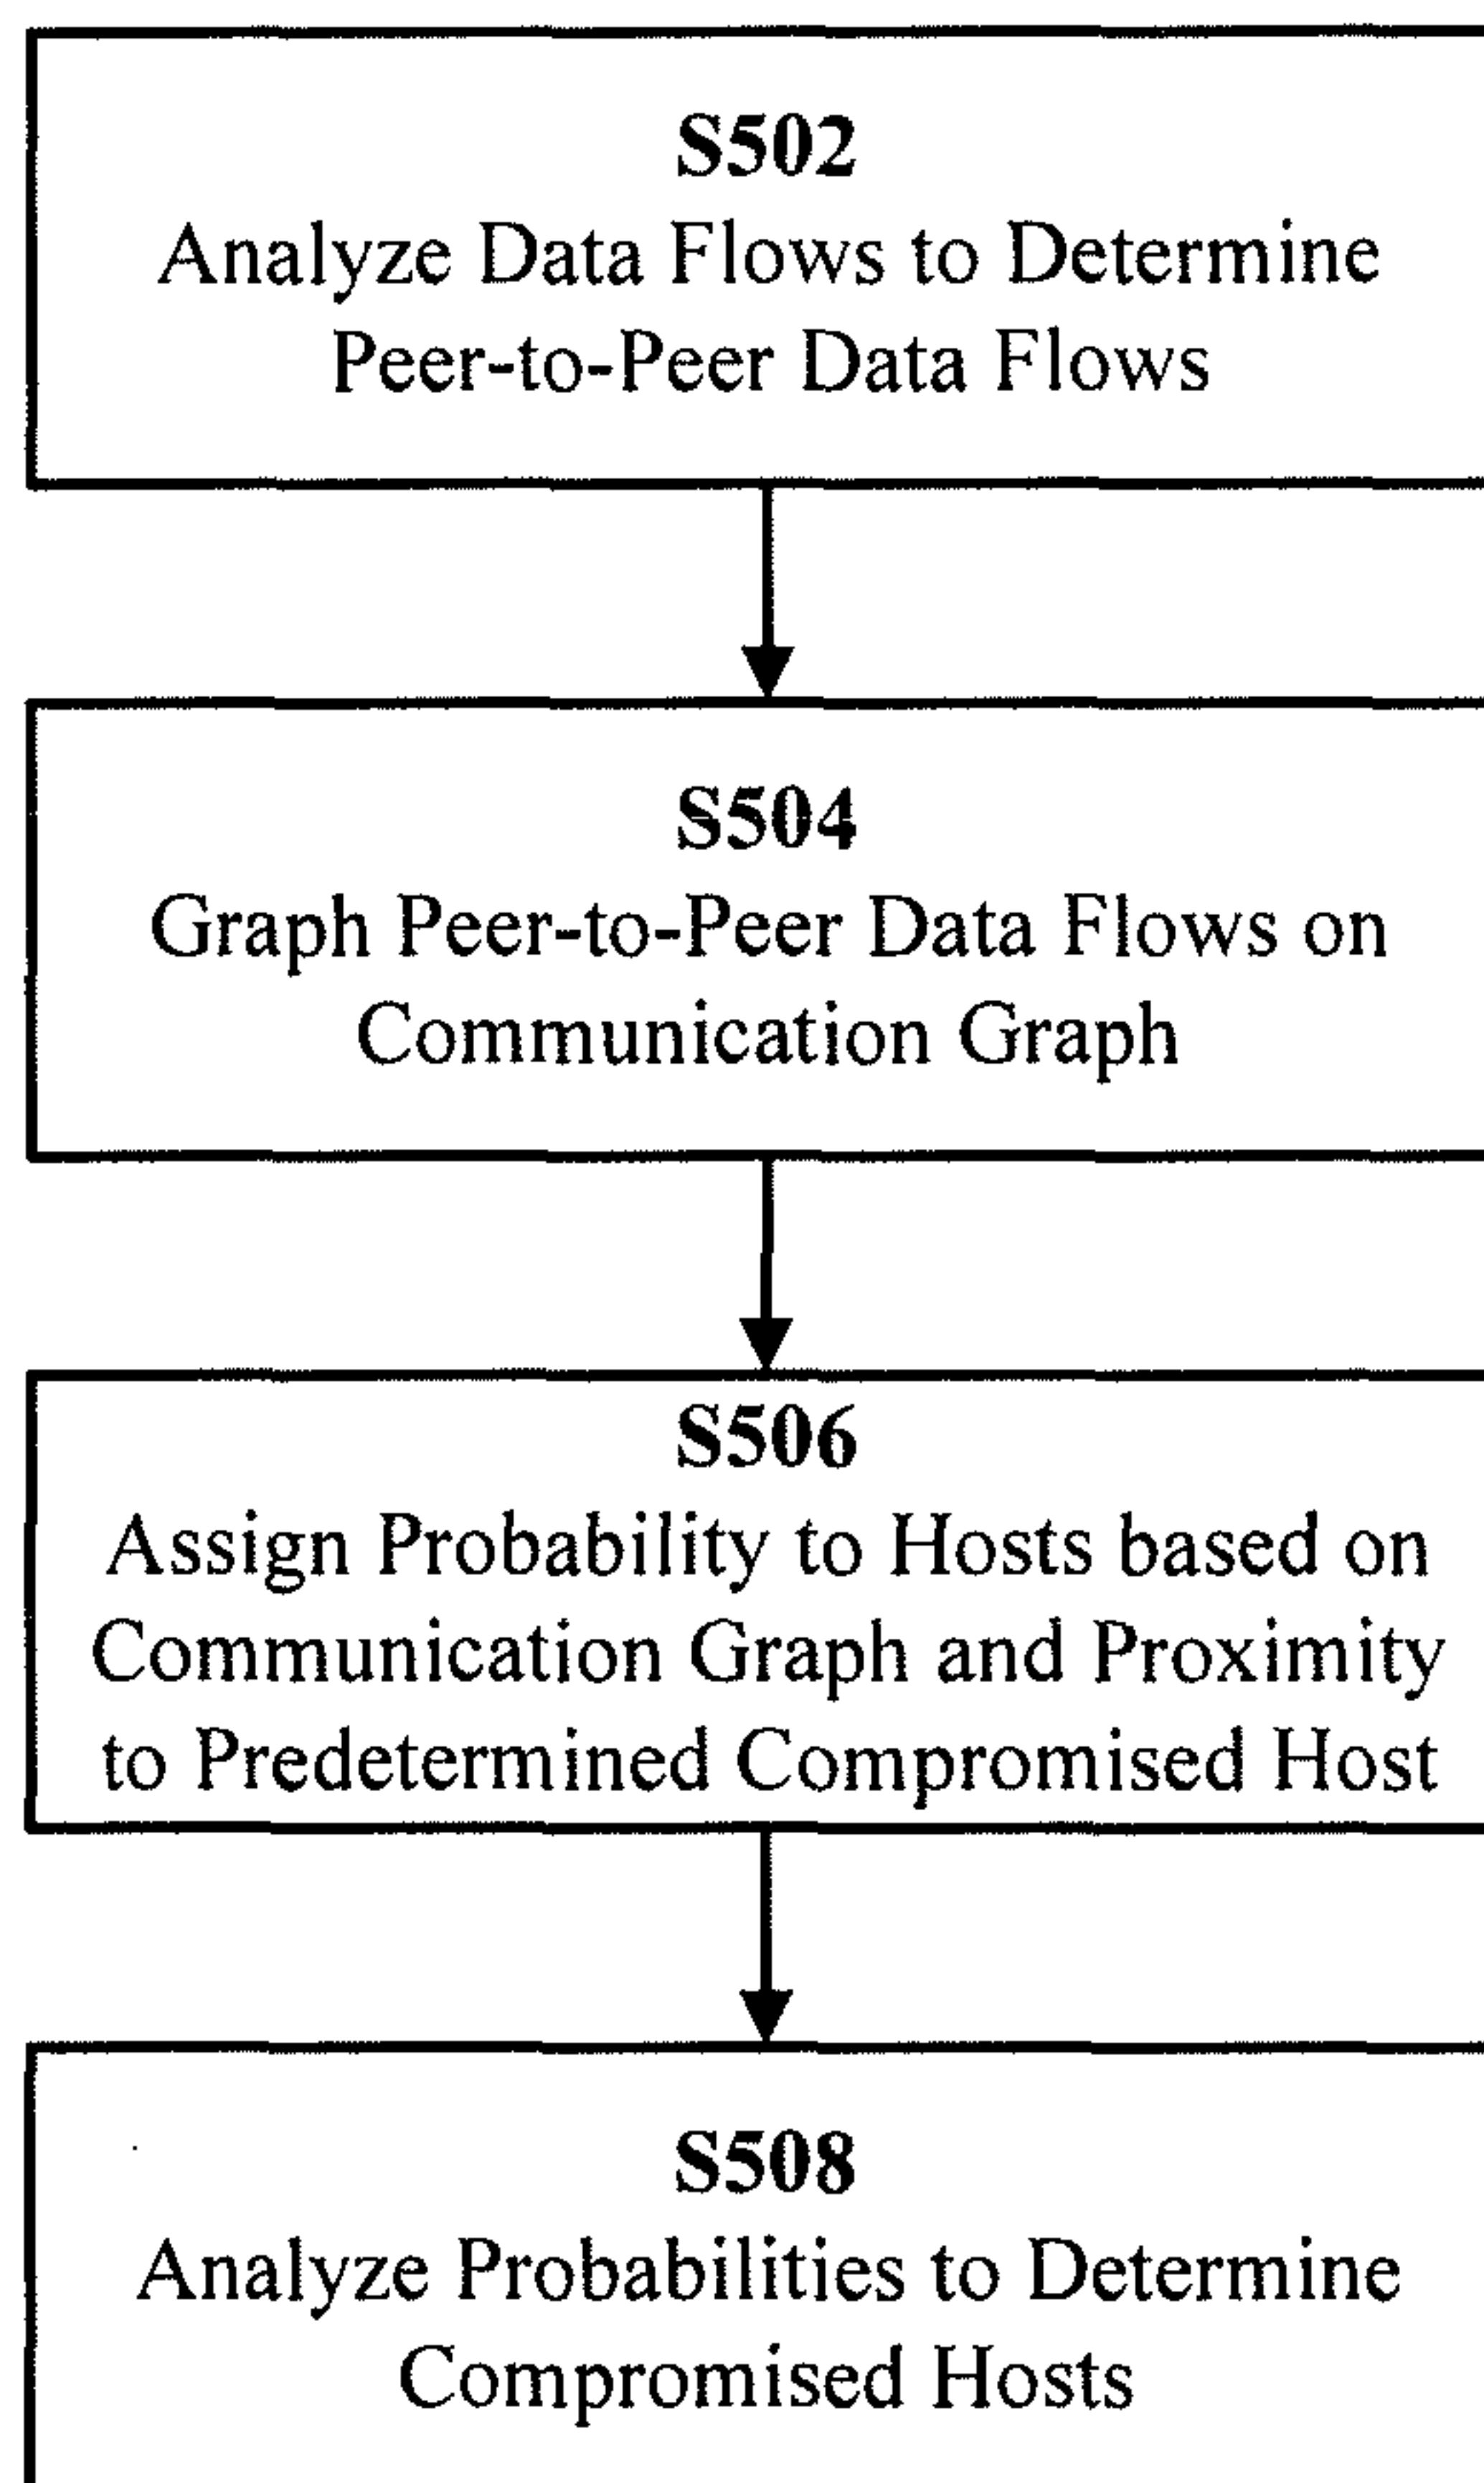 S502
Analyze Data Flows to Determine
Peer-to-Peer Data Flows
S504
Graph Peer-to-Peer Data Flows on
Communication Graph
S506
Assign Probability to Hosts based on
Communication Graph and Proximity
to Predetermined Compromised Host
S508
Analyze Probabilities to Determine
Compromised Hosts